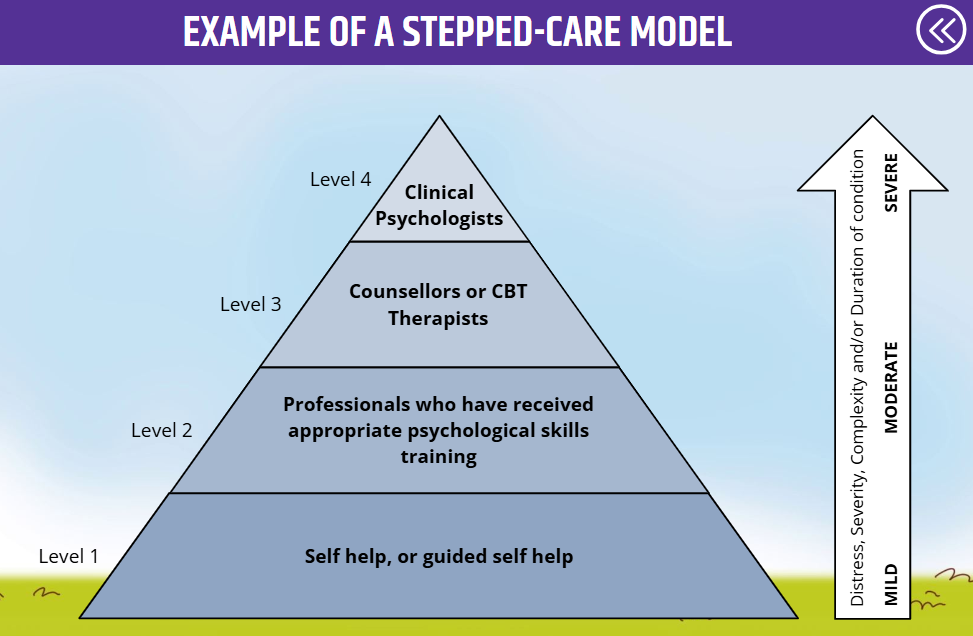 EXAMPLE OF A STEPPED-CARE MODEL
Level 4
Clinical
Psychologists
Level 3
Counsellors or CBT
Therapists
Level 2
Professionals who have received
appropriate psychological skills
training
Level 1
Self help, or guided self help
Distress, Severity, Complexity and/or Duration of condition
SEVERE
MODERATE
MILD